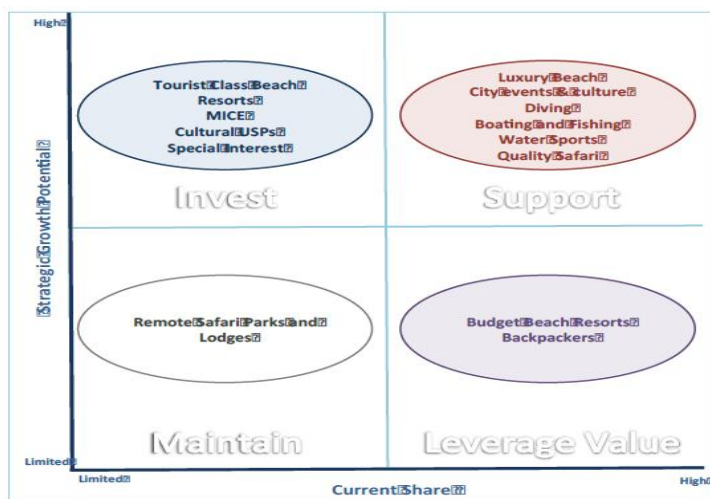 High
Tourist Class Beach
Resorts
MICE
Cultural USPs
Special Interest
Invest
Luxury Beach
City events & culture
Diving
Boating and Fishing
Water Sports
Quality Safari
Support
Strategic Growth Potential
Remote Safari Parks and
Lodges
Maintain
Budget Beach Resorts
Backpackers
Leverage Value
Limited
Limited
Current Share
High